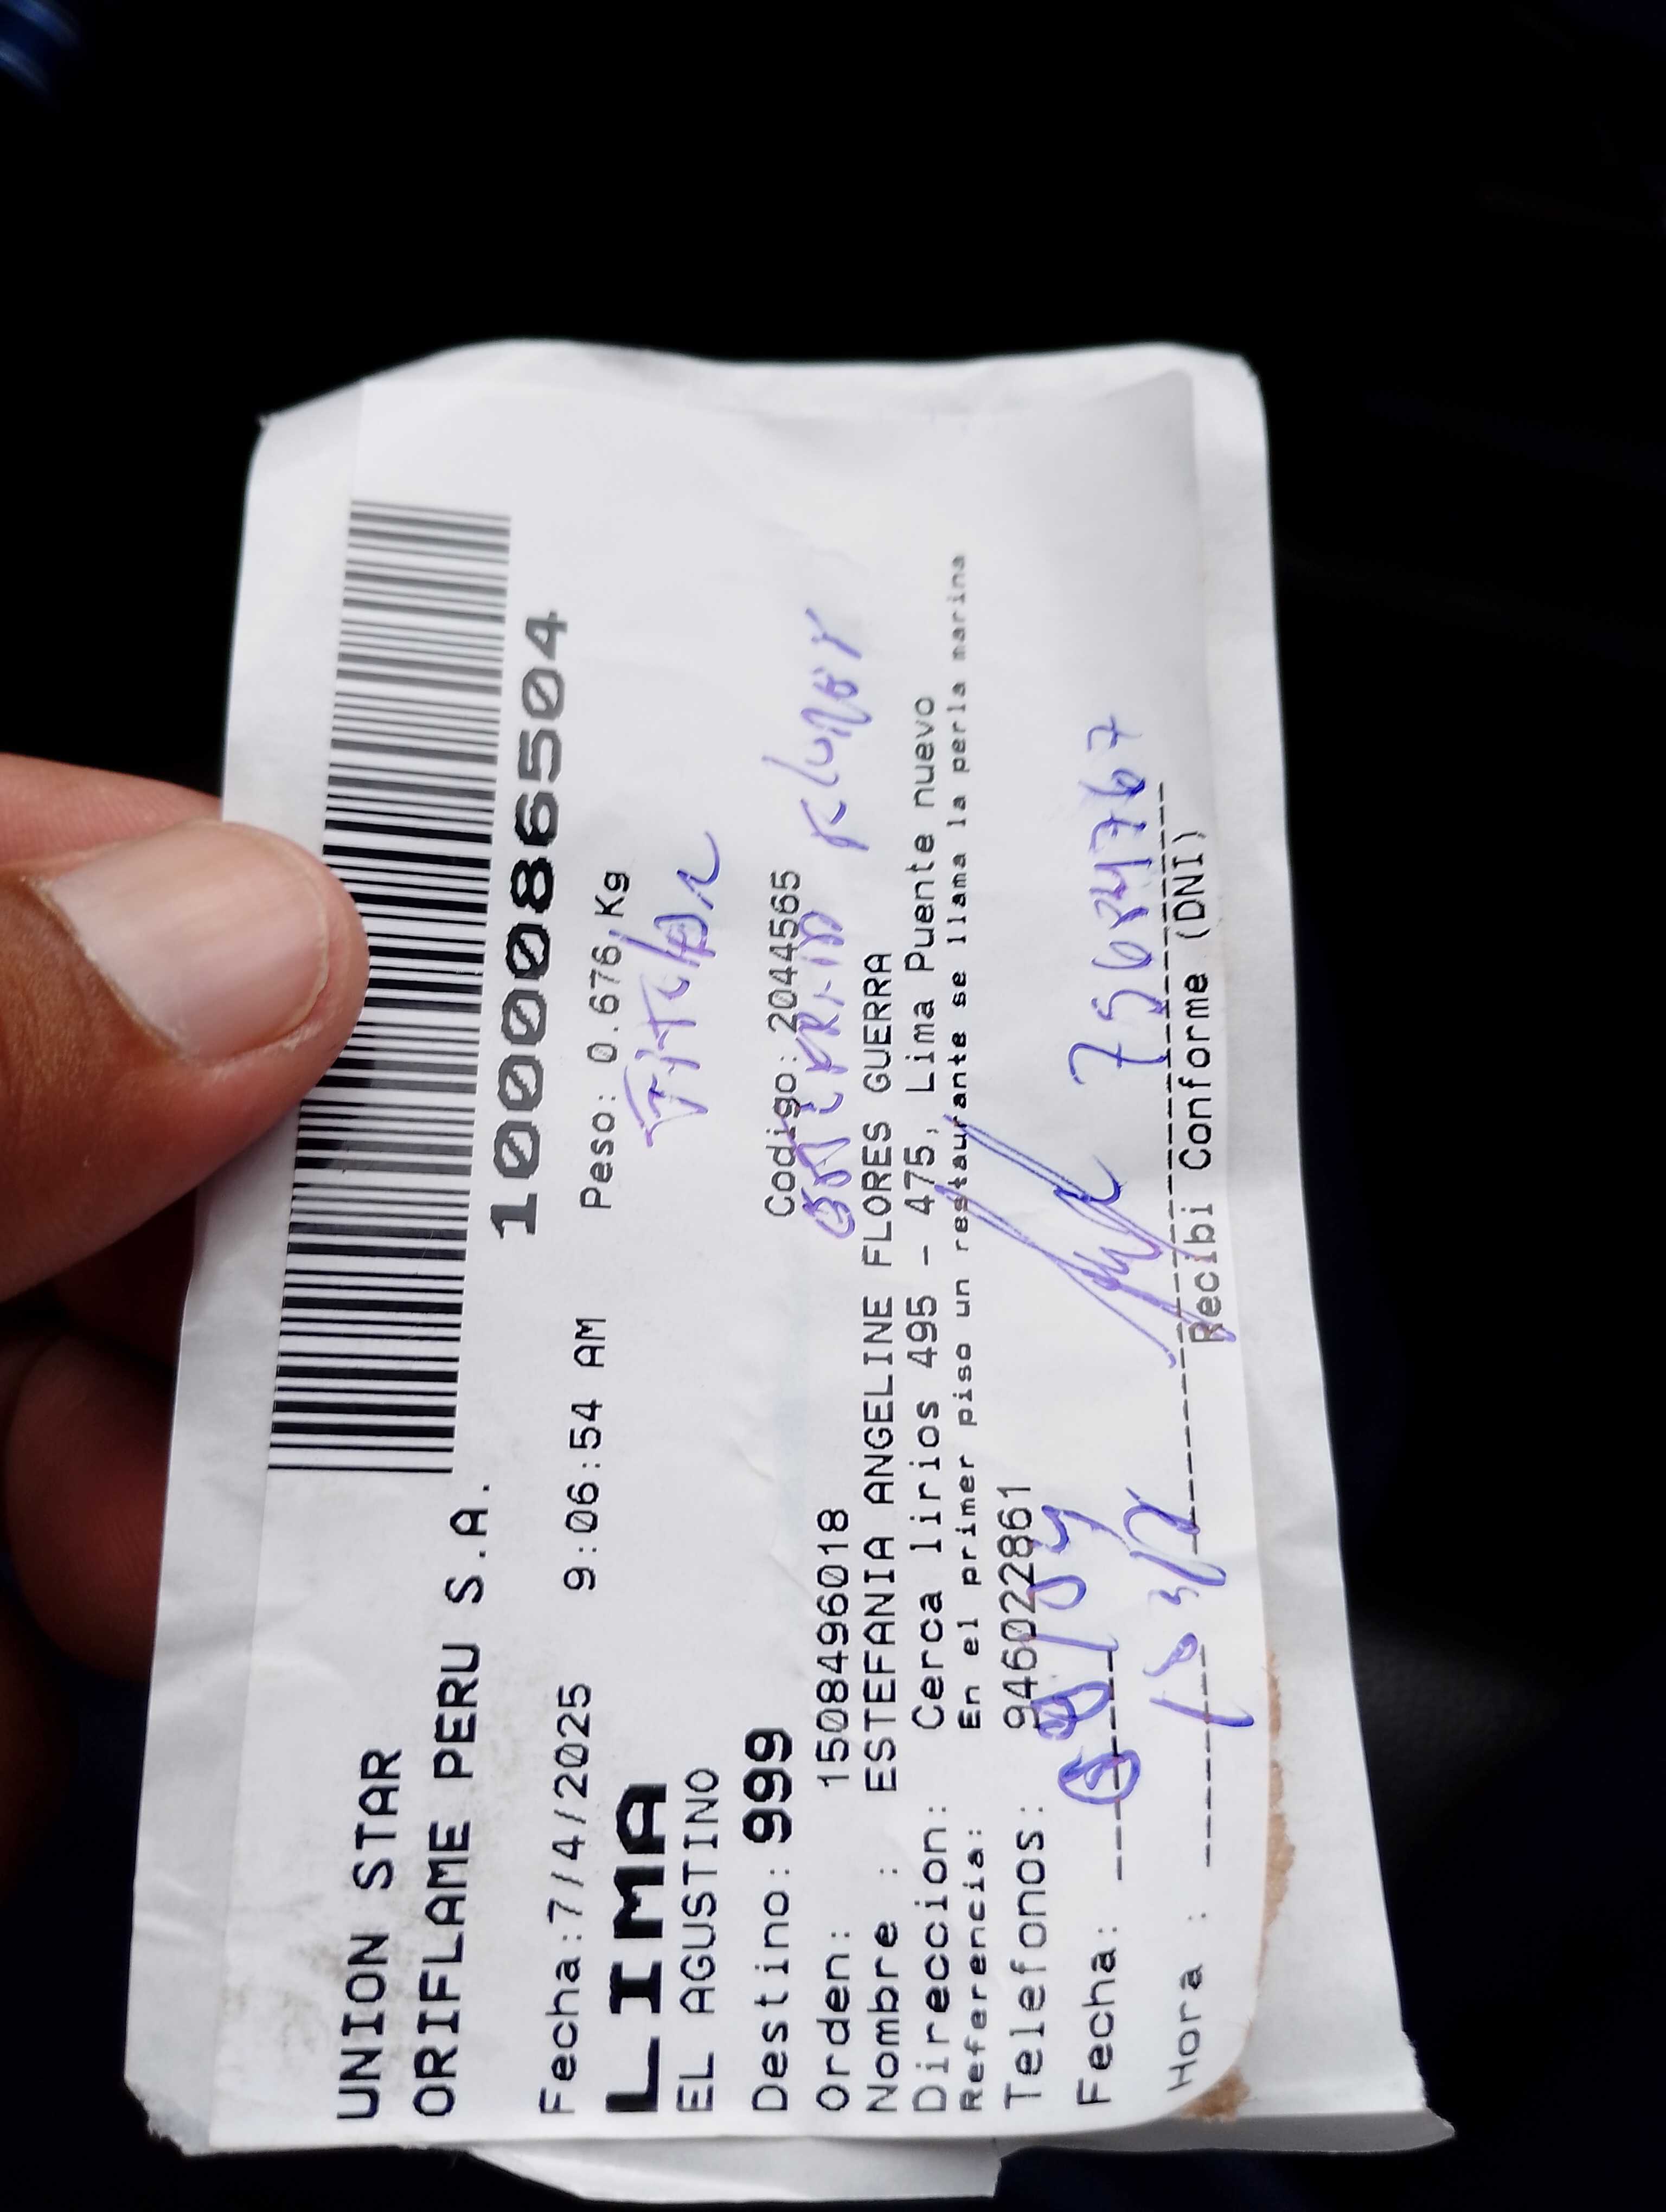 UNION STAR
ORIFLAME PERU S.A.
1000086504
Fecha:7/4/2025 9:06:54 AM Peso: 0.676 Kg
LIMA
EL AGUSTINO
Titular
Destino: 999 Codigo: 2044565
Orden: 1508496018
Nombre : ESTEFANIA ANGELINE FLORES GUERRA
Direccion: Cerca lirios 495 - 475, Lima Puente nuevo
Referencia: En el primer piso un restaurante se llama la perla marina
Telefonos: 946022861
Fecha: 09/04
Hora :
Recibi Conforme (DNI)